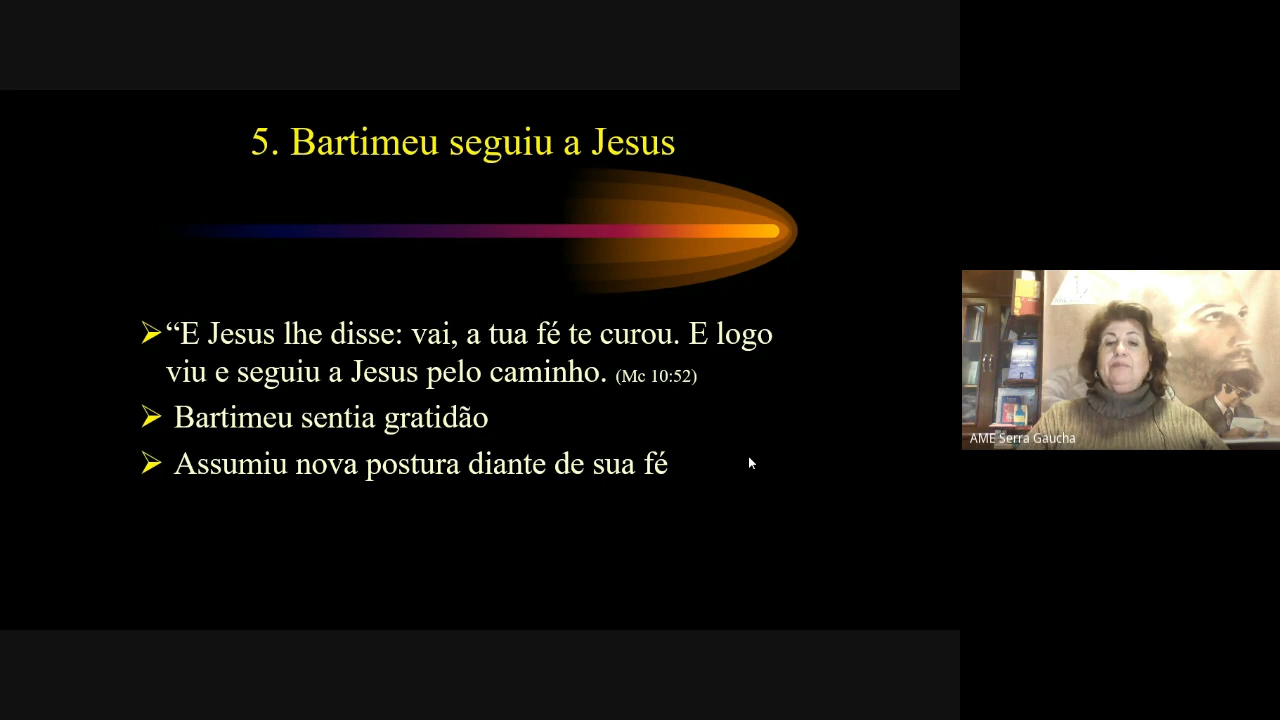 5. Bartimeu seguiu a Jesus
“E Jesus lhe disse: vai, a tua fé te curou. E logo
viu e seguiu a Jesus pelo caminho. (Mc 10:52)
Bartimeu sentia gratidão
Assumiu nova postura diante de sua fé
AME Serra Gaucha